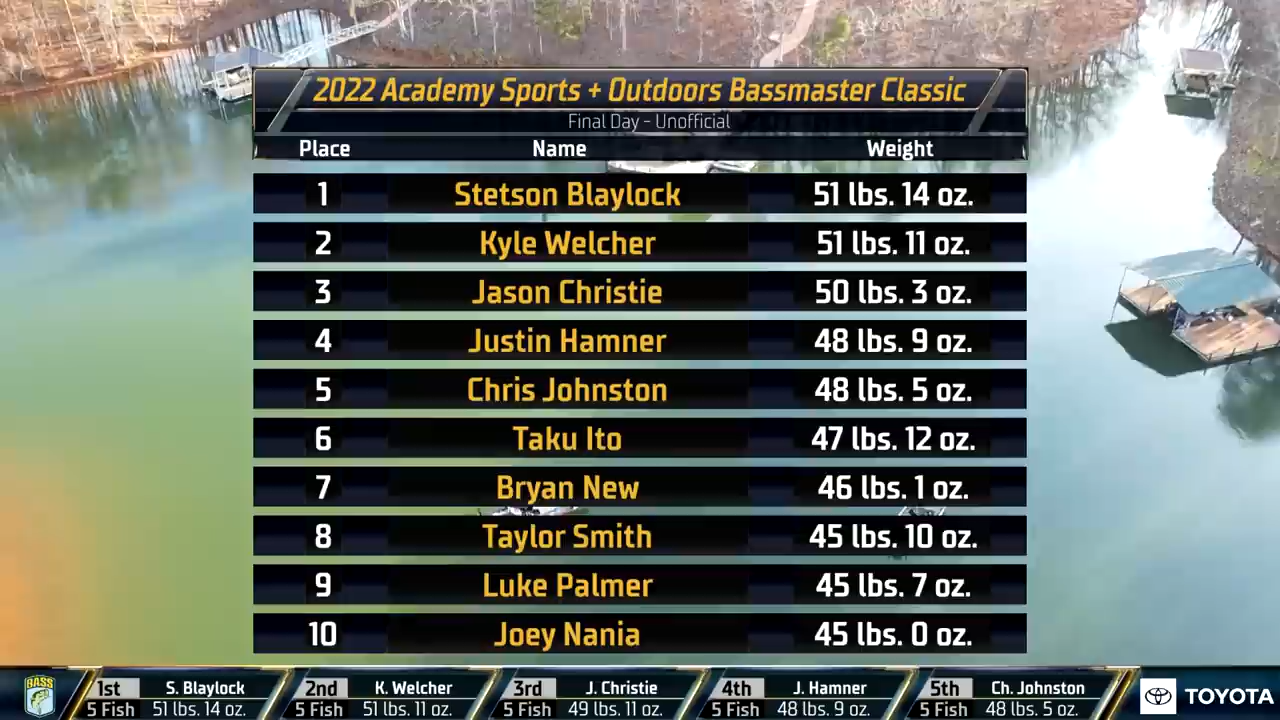 2022 Academy Sports + Outdoors Bassmaster Classic
Final Day - Unofficial
Place Name Weight
1 Stetson Blaylock 51 lbs. 14 oz.
2 Kyle Welcher 51 lbs. 11 oz.
3 Jason Christie 50 lbs. 3 oz.
4 Justin Hamner 48 lbs. 9 oz.
5 Chris Johnston 48 lbs. 5 oz.
6 Taku Ito 47 lbs. 12 oz.
7 Bryan New 46 lbs. 1 oz.
8 Taylor Smith 45 lbs. 10 oz.
9 Luke Palmer 45 lbs. 7 oz.
10 Joey Nania 45 lbs. 0 oz.
BASS
1st S. Blaylock
5 Fish 51 lbs. 14 oz.
2nd K. Welcher
5 Fish 51 lbs. 11 oz.
3rd J. Christie
5 Fish 49 lbs. 11 oz.
4th J. Hamner
5 Fish 48 lbs. 9 oz.
5th Ch. Johnston
5 Fish 48 lbs. 5 oz.
TOYOTA